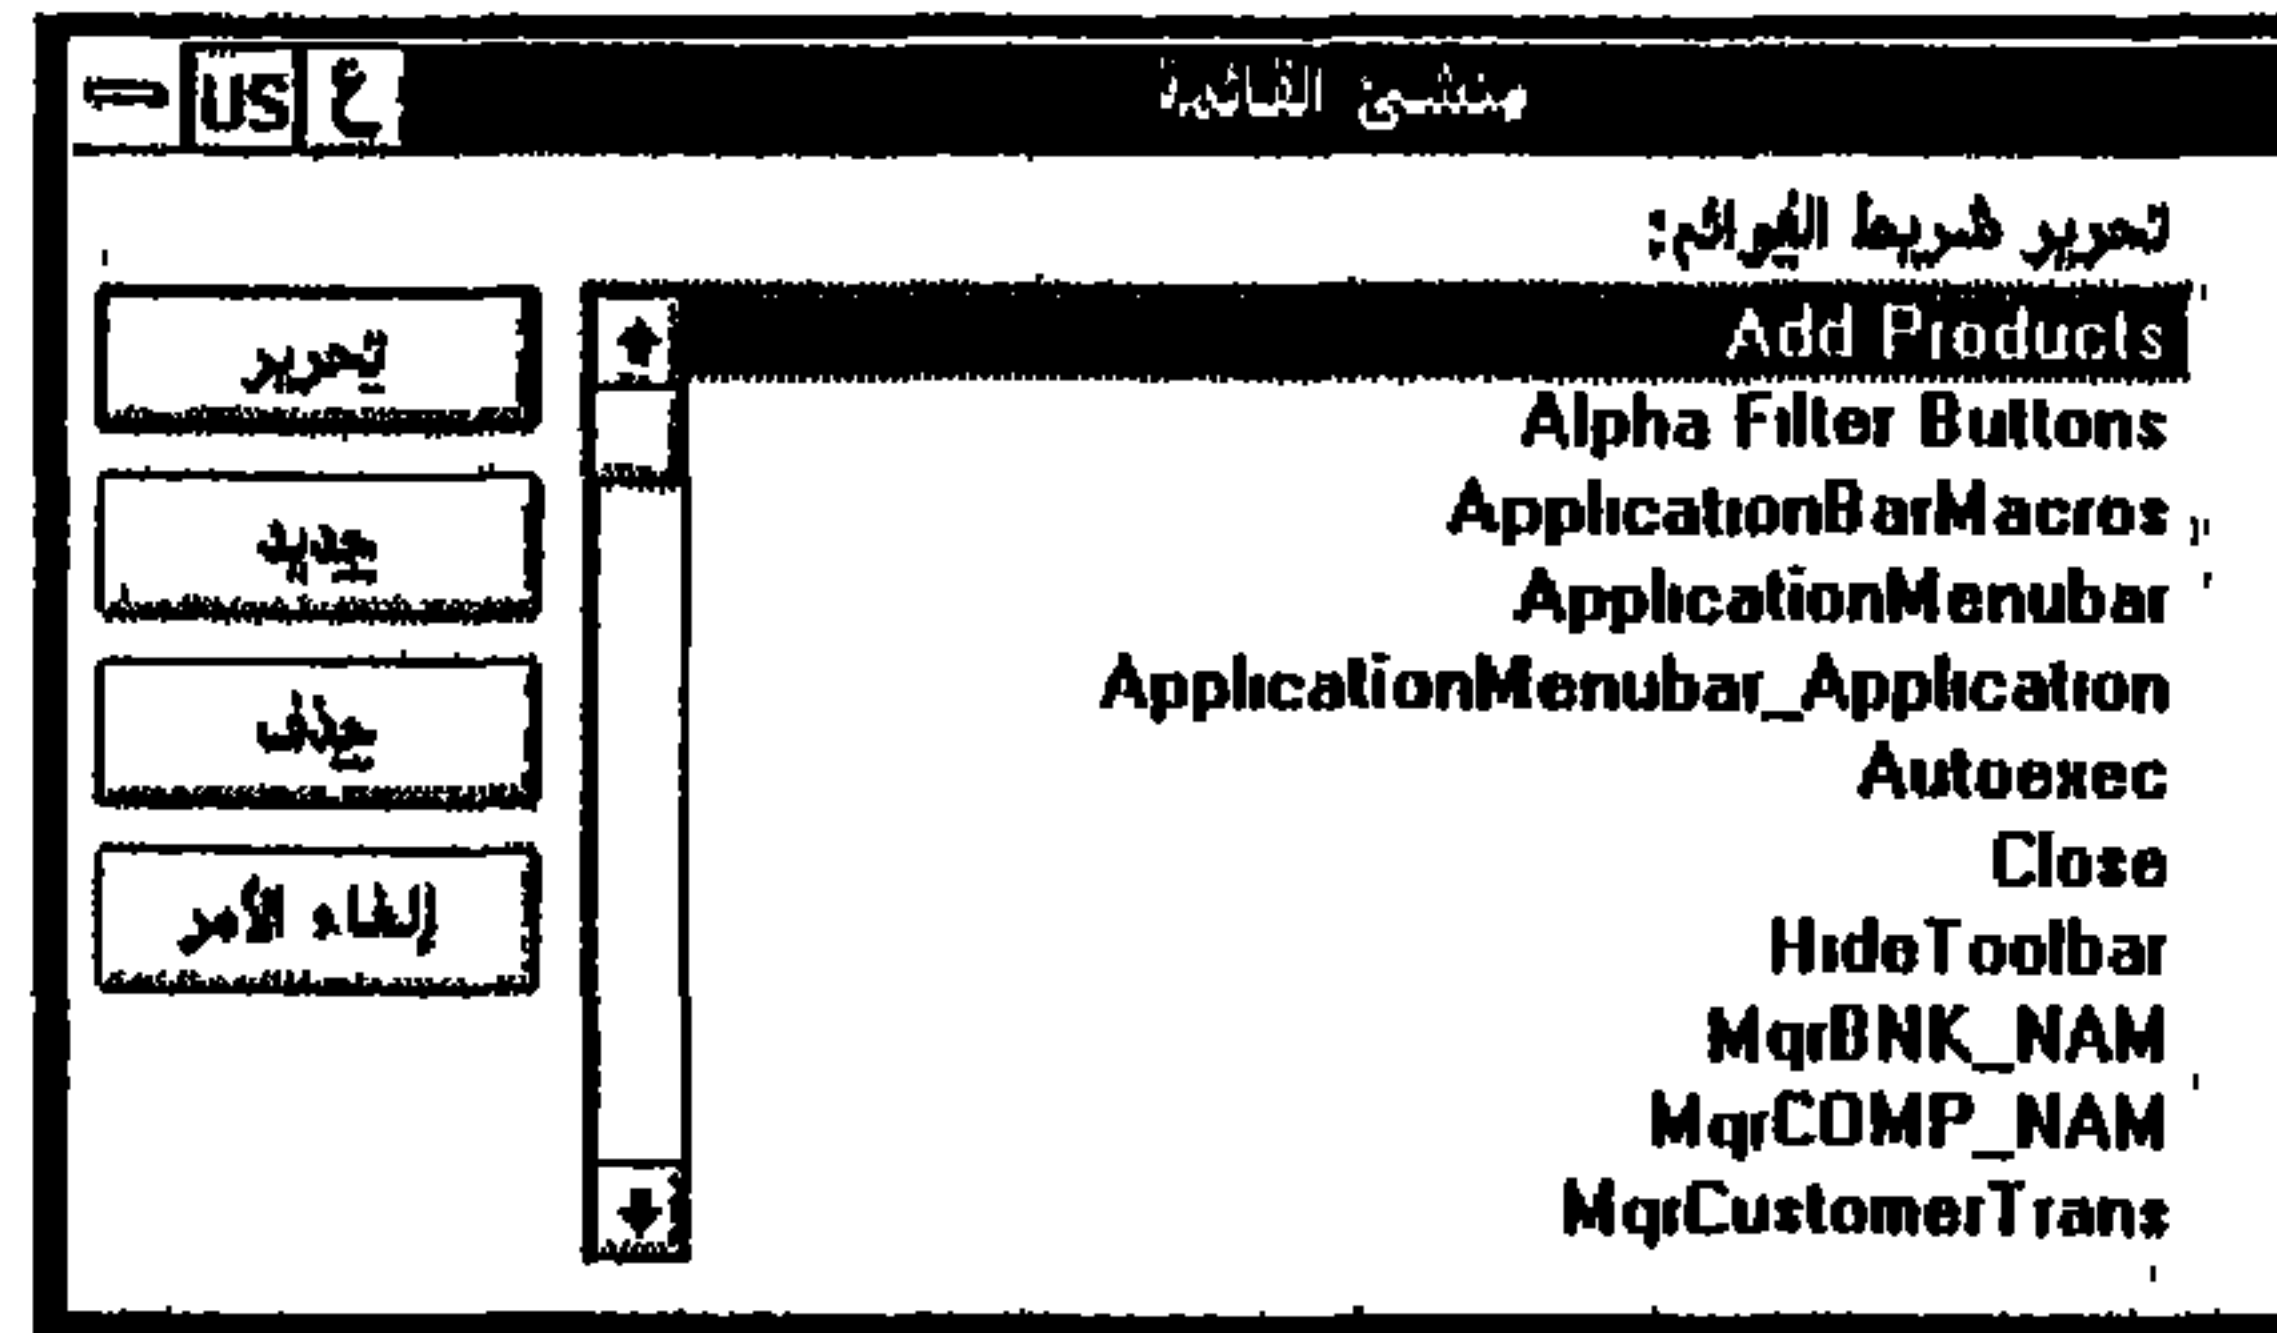 US ع
منشئ القائمة
تحرير شريط القوائم:
Add Products
Alpha Filter Buttons
ApplicationBarMacros
ApplicationMenubar
ApplicationMenubar_Application
Autoexec
Close
HideToolbar
MqrBNK_NAM
MqrCOMP_NAM
MqrCustomerTrans
تحرير
جديد
حذف
إلغاء الأمر